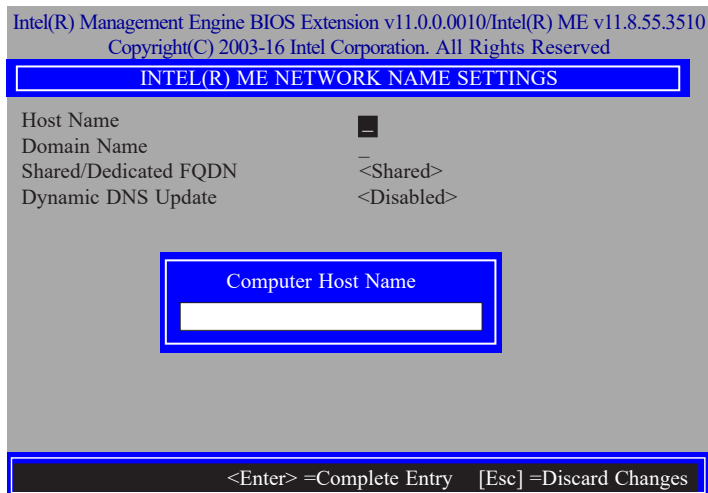 Intel(R) Management Engine BIOS Extension v11.0.0.0010/Intel(R) ME v11.8.55.3510
Copyright(C) 2003-16 Intel Corporation. All Rights Reserved
INTEL(R) ME NETWORK NAME SETTINGS
Host Name _
Domain Name _
Shared/Dedicated FQDN <Shared>
Dynamic DNS Update <Disabled>
Computer Host Name
<Enter> =Complete Entry [Esc] =Discard Changes